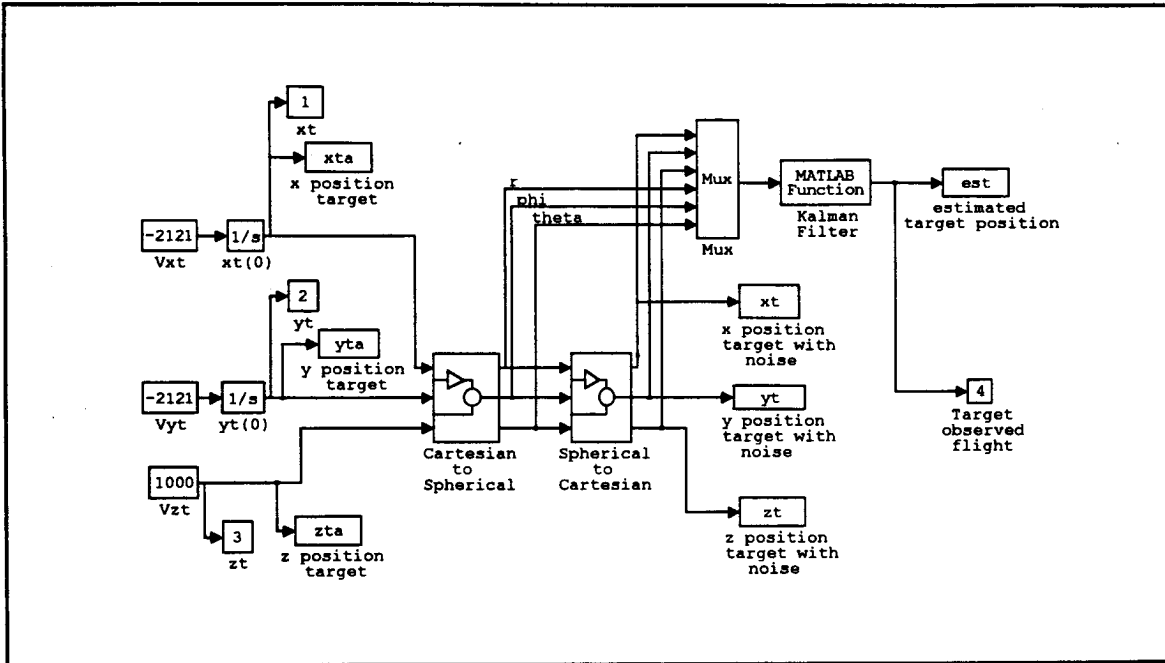 1
xt
xta
x position
target
-2121
Vxt
1/s
xt(0)
2
yt
yta
y position
target
-2121
Vyt
1/s
yt(0)
1000
Vzt
3
zt
zta
z position
target
Cartesian
to
Spherical
Spherical
to
Cartesian
r
phi
theta
Mux
Mux
MATLAB
Function
Kalman
Filter
est
estimated
target position
xt
x position
target with
noise
yt
y position
target with
noise
zt
z position
target with
noise
4
Target
observed
flight